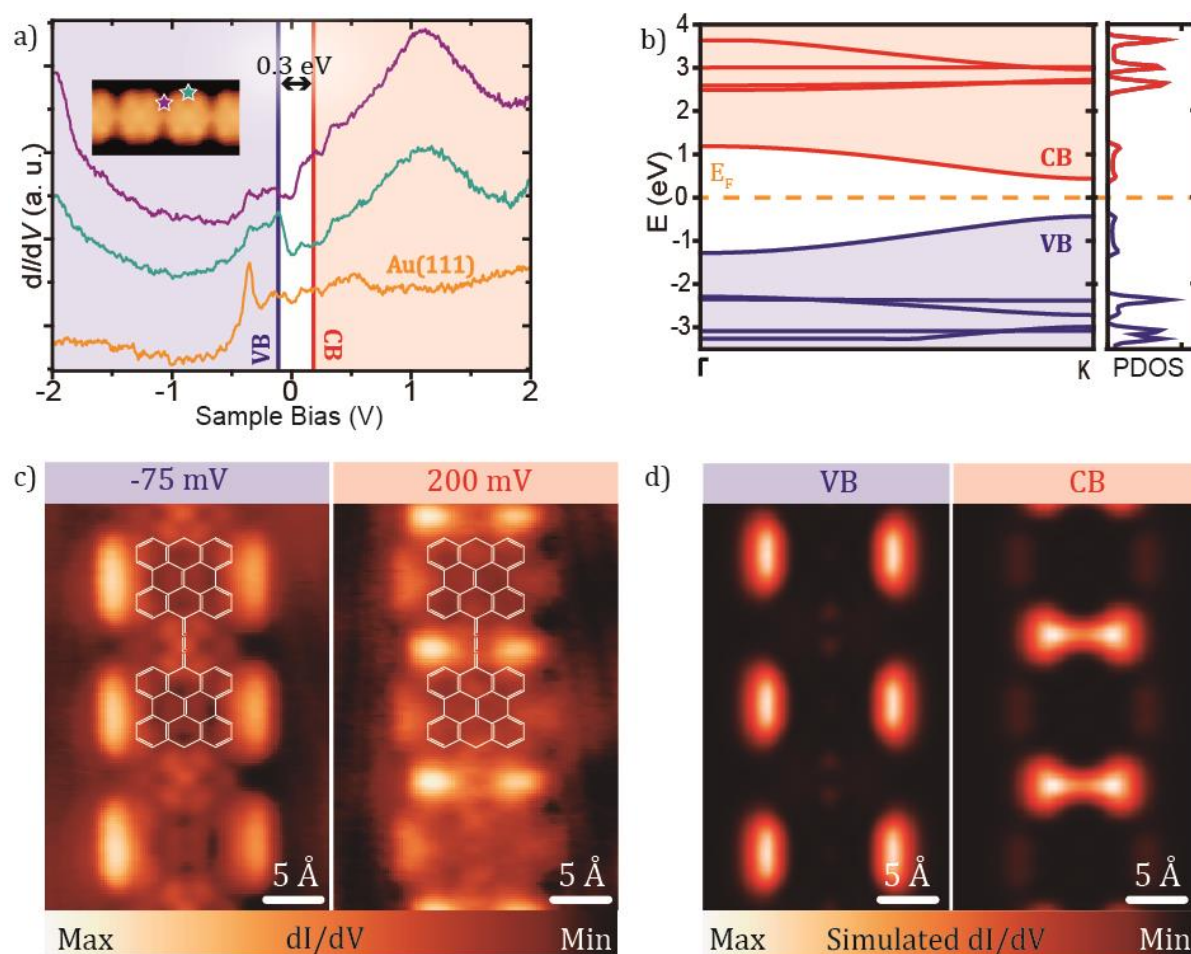 a)
0.3 eV
dI/dV (a. u.)
Au(111)
VB
CB
-2 -1 0 1 2
Sample Bias (V)
b)
4
3
2
1
0
-1
-2
-3
E (eV)
CB
E_F
VB
Γ K
PDOS
c)
-75 mV 200 mV
5 Å 5 Å
Max dI/dV Min
d)
VB CB
5 Å 5 Å
Max Simulated dI/dV Min